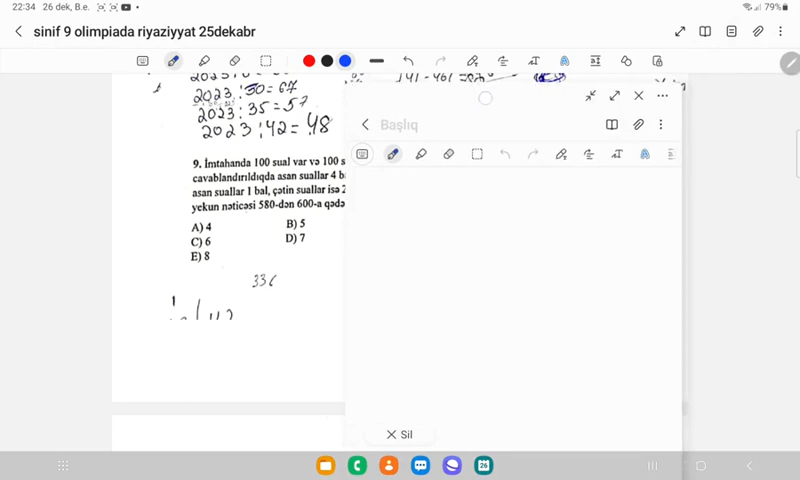 22:34 26 dek, B.e.
79%
sinif 9 olimpiada riyaziyyat 25dekabr
2023 : 30 = 67
2023 : 35 = 57
2023 : 42 = 48
Başlıq
9. İmtahanda 100 sual var və 100 s
cavablandırıldıqda asan suallar 4 b
asan suallar 1 bal, çətin suallar isə 2
yekun nəticəsi 580-dən 600-a qədə
A) 4 B) 5
C) 6 D) 7
E) 8
336
Sil
26